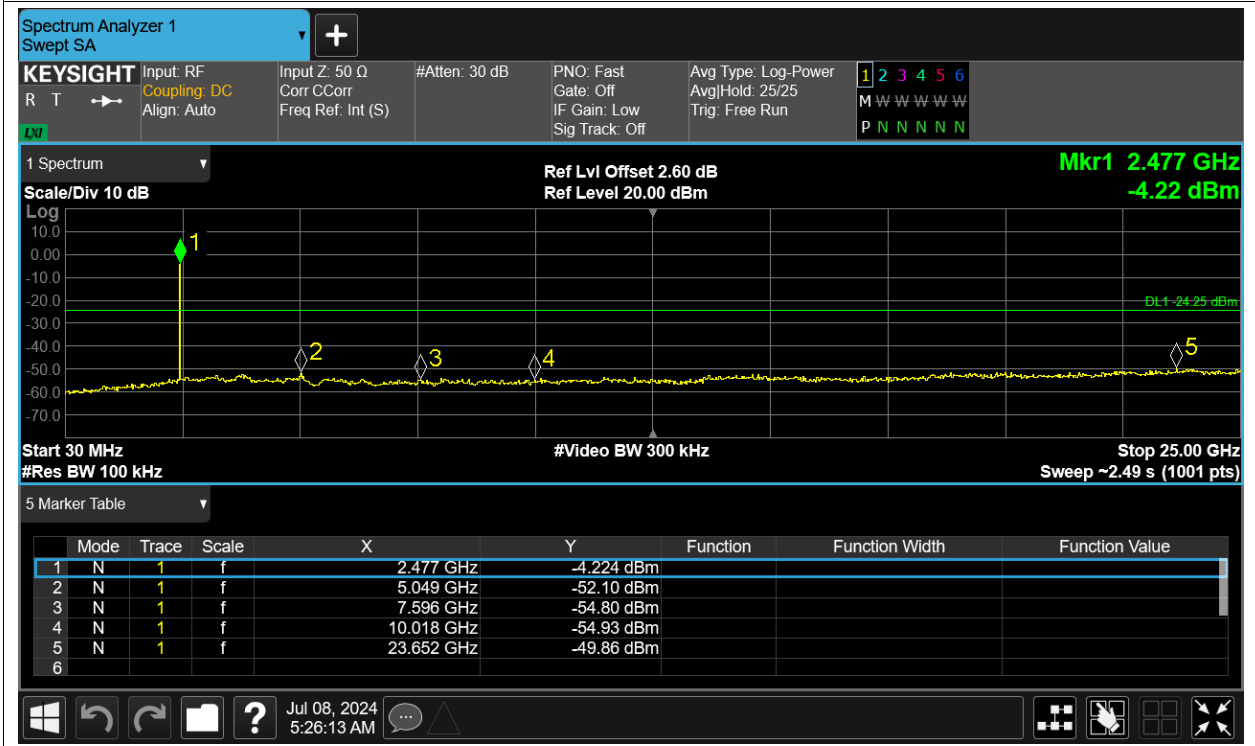 Spectrum Analyzer 1
Swept SA
+
KEYSIGHT Input: RF Input Z: 50 Ω #Atten: 30 dB PNO: Fast Avg Type: Log-Power 1 2 3 4 5 6
R T Coupling: DC Corr CCorr Gate: Off Avg|Hold: 25/25 M W W W W W
Align: Auto Freq Ref: Int (S) IF Gain: Low Trig: Free Run
LXI Sig Track: Off P N N N N N
1 Spectrum Ref Lvl Offset 2.60 dB Mkr1 2.477 GHz
Scale/Div 10 dB Ref Level 20.00 dBm -4.22 dBm
Log
10.0
1
0.00
-10.0
-20.0 DL1 -24.25 dBm
-30.0
-40.0
2 3 4 5
-50.0
-60.0
-70.0
Start 30 MHz #Video BW 300 kHz Stop 25.00 GHz
#Res BW 100 kHz Sweep ~2.49 s (1001 pts)
5 Marker Table
Mode Trace Scale X Y Function Function Width Function Value
1 N 1 f 2.477 GHz -4.224 dBm
2 N 1 f 5.049 GHz -52.10 dBm
3 N 1 f 7.596 GHz -54.80 dBm
4 N 1 f 10.018 GHz -54.93 dBm
5 N 1 f 23.652 GHz -49.86 dBm
6
? Jul 08, 2024
5:26:13 AM